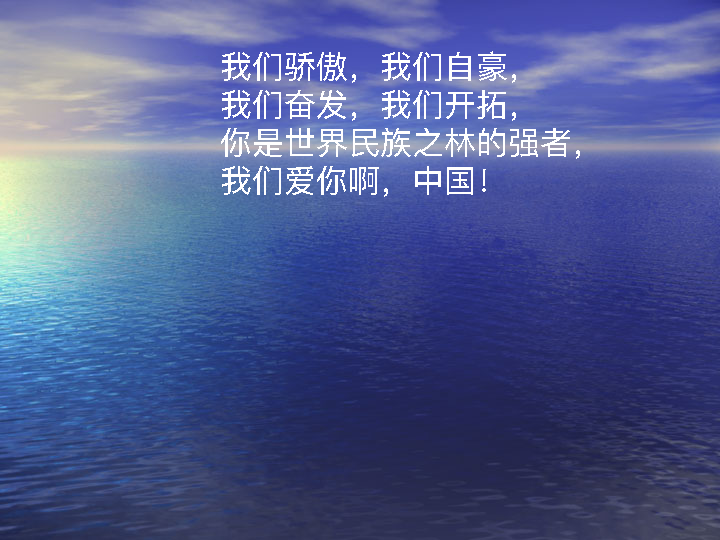 我们骄傲，我们自豪，
我们奋发，我们开拓，
你是世界民族之林的强者，
我们爱你啊，中国！